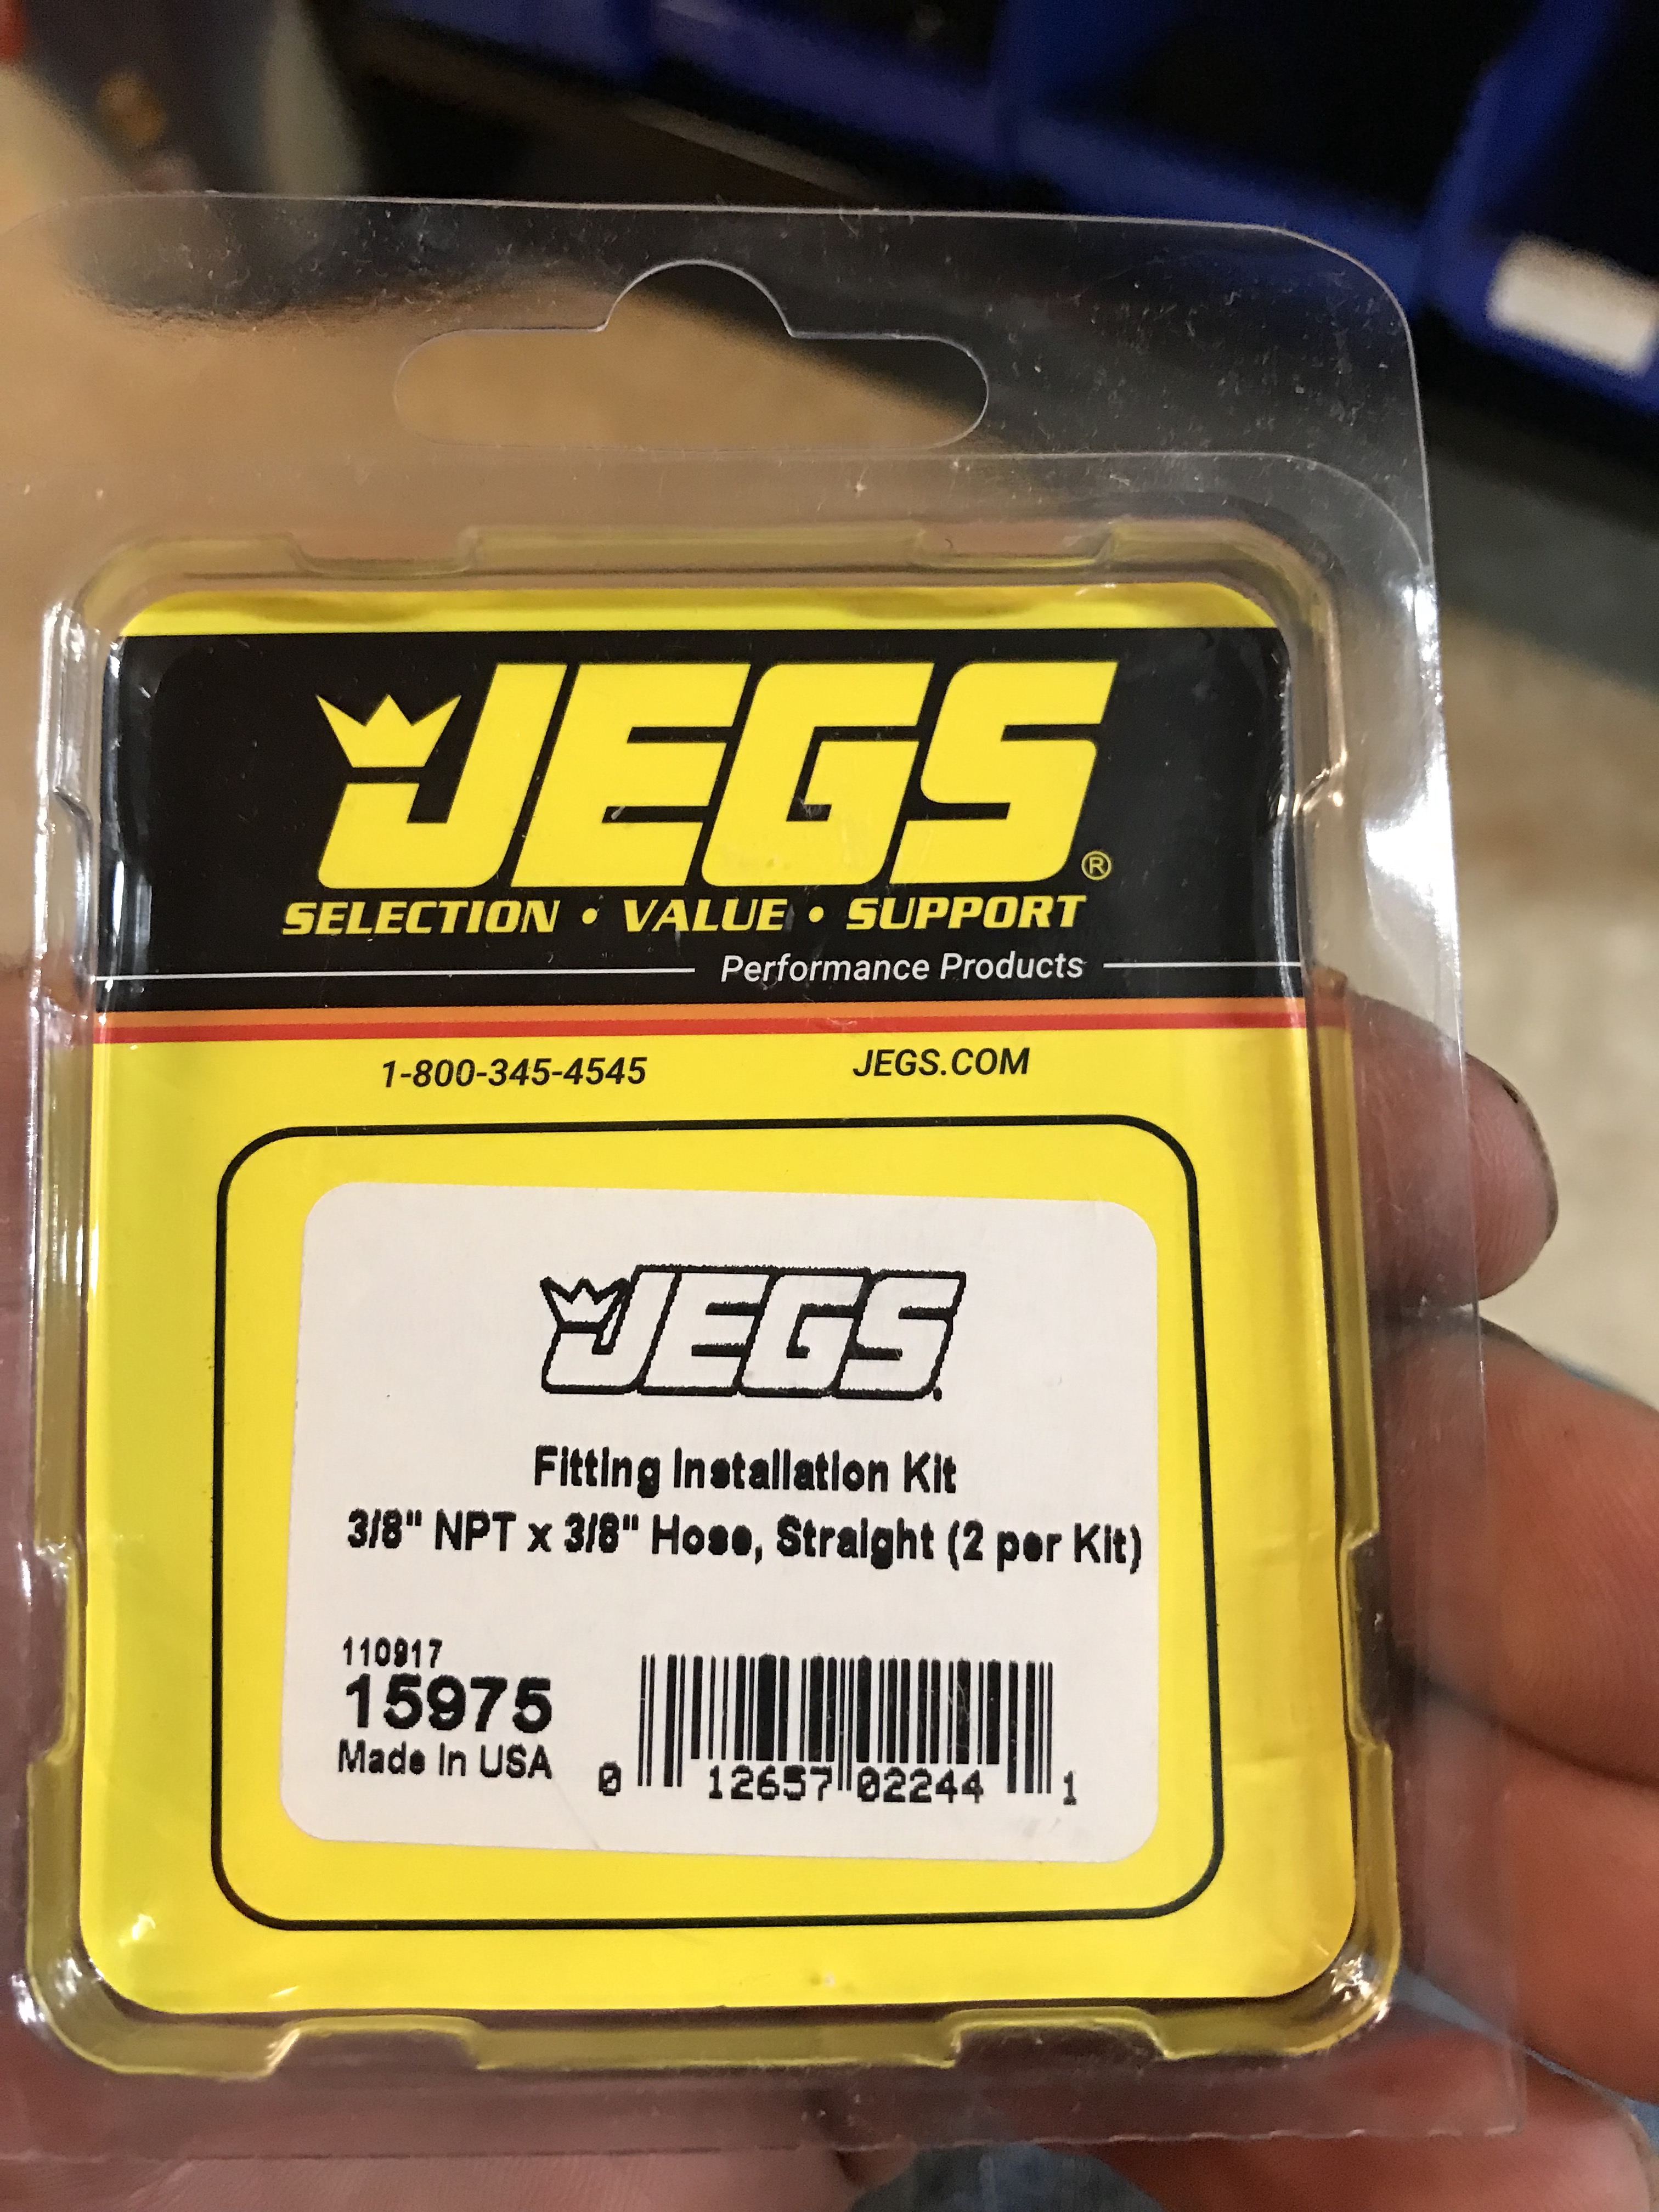 JEGS®
SELECTION • VALUE • SUPPORT
Performance Products
1-800-345-4545 JEGS.COM
JEGS
Fitting Installation Kit
3/8" NPT x 3/8" Hose, Straight (2 per Kit)
110917
15975
Made In USA
0 12657 02244 1